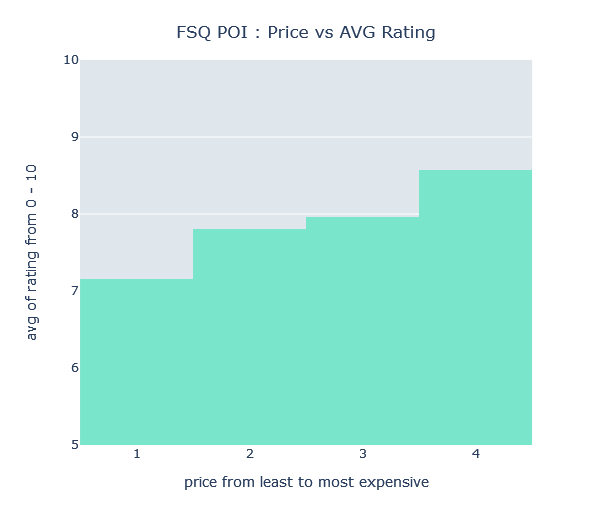 FSQ POI : Price vs AVG Rating
10
9
8
7
6
5
avg of rating from 0 - 10
1 2 3 4
price from least to most expensive